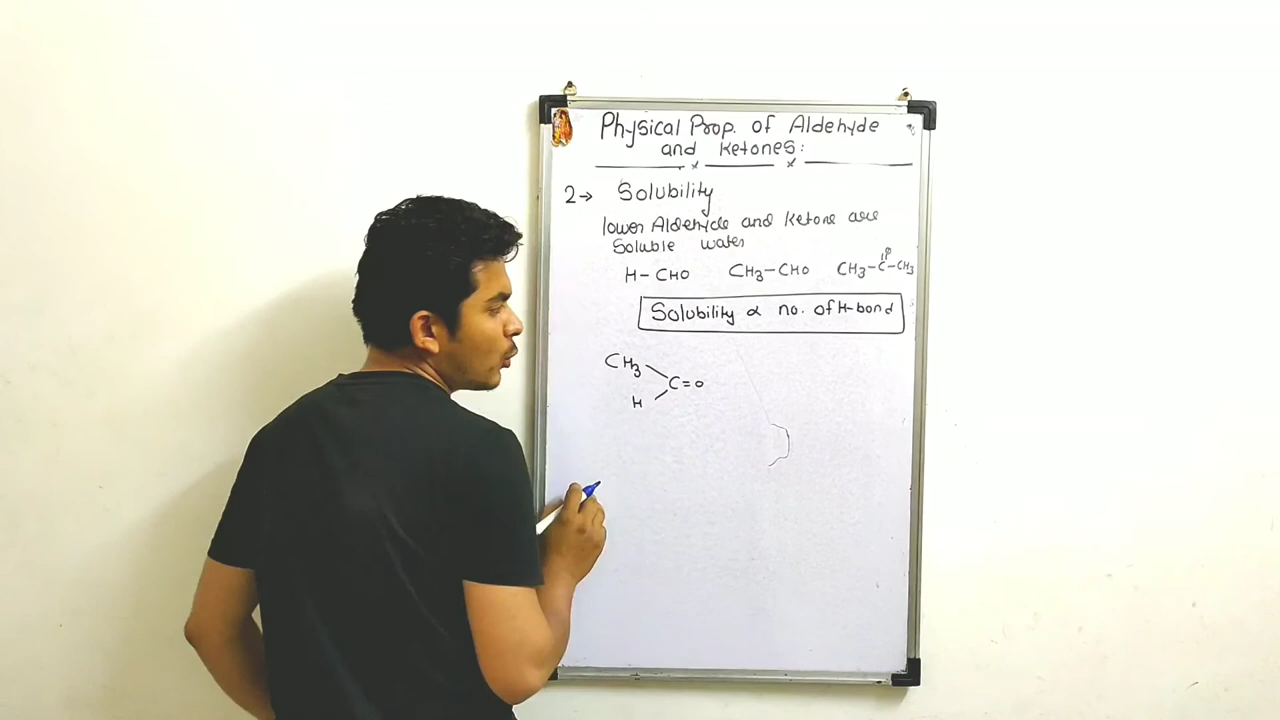 Physical Prop. of Aldehyde
and Ketones:
2→ Solubility
lower Aldehyde and Ketone are
Soluble water
H-CHO CH3-CHO CH3-C-CH3
O
Solubility ∝ no. of H-bond
CH3
C=O
H